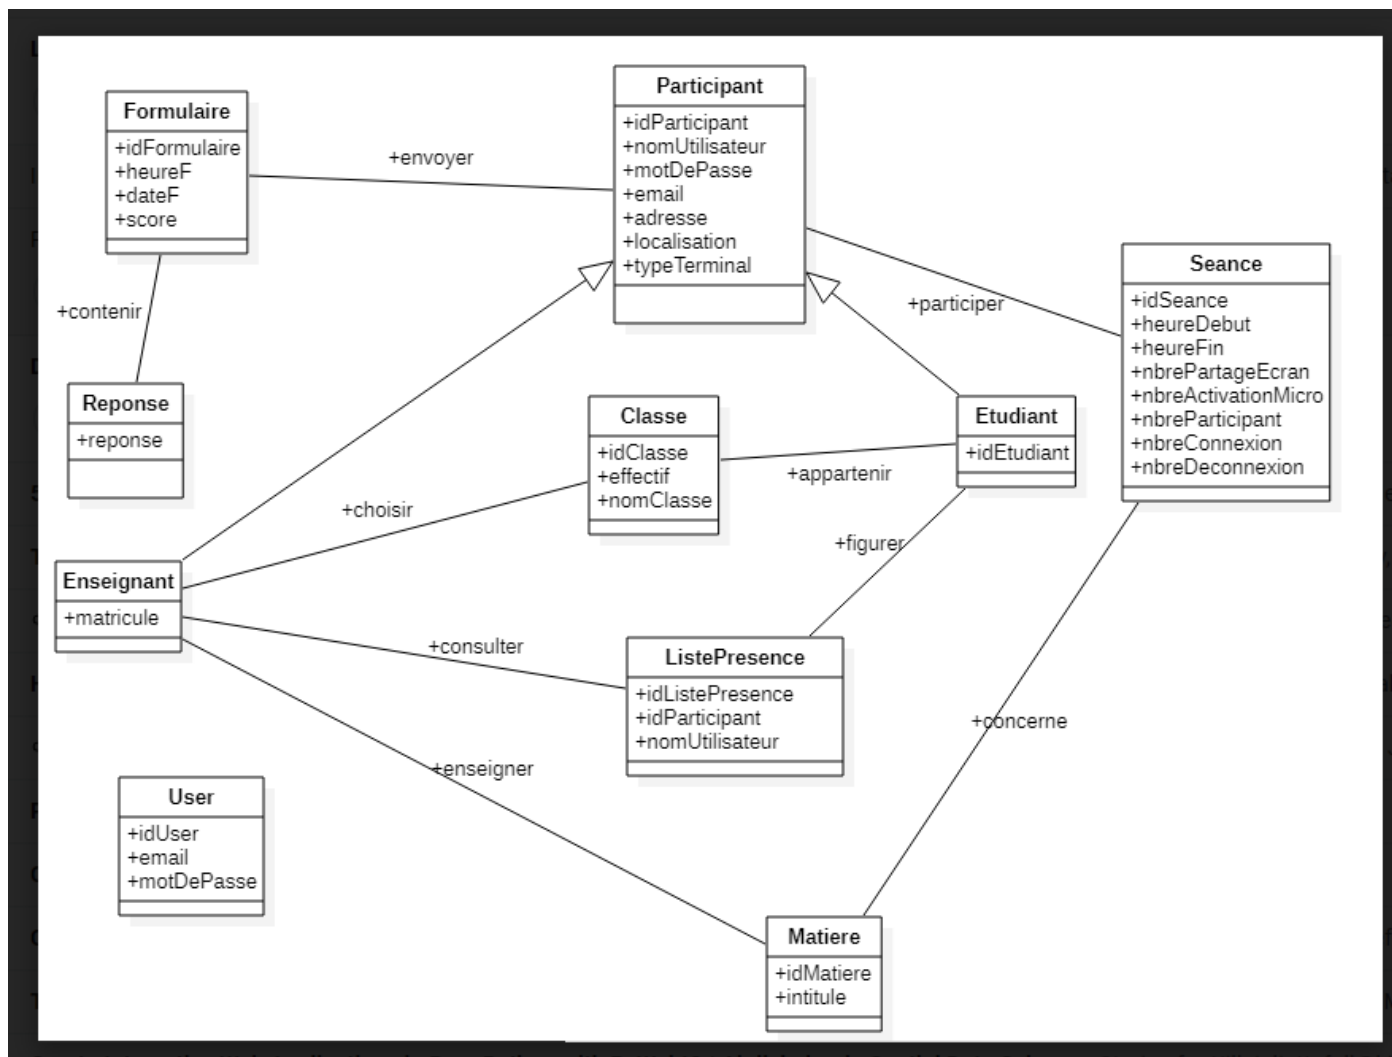 Formulaire
+idFormulaire
+heureF
+dateF
+score
+envoyer
Participant
+idParticipant
+nomUtilisateur
+motDePasse
+email
+adresse
+localisation
+typeTerminal
+participer
Seance
+idSeance
+heureDebut
+heureFin
+nbrePartageEcran
+nbreActivationMicro
+nbreParticipant
+nbreConnexion
+nbreDeconnexion
+contenir
Reponse
+reponse
Classe
+idClasse
+effectif
+nomClasse
+appartenir
Etudiant
+idEtudiant
+choisir
+figurer
Enseignant
+matricule
+consulter
ListePresence
+idListePresence
+idParticipant
+nomUtilisateur
+concerne
+enseigner
User
+idUser
+email
+motDePasse
Matiere
+idMatiere
+intitule